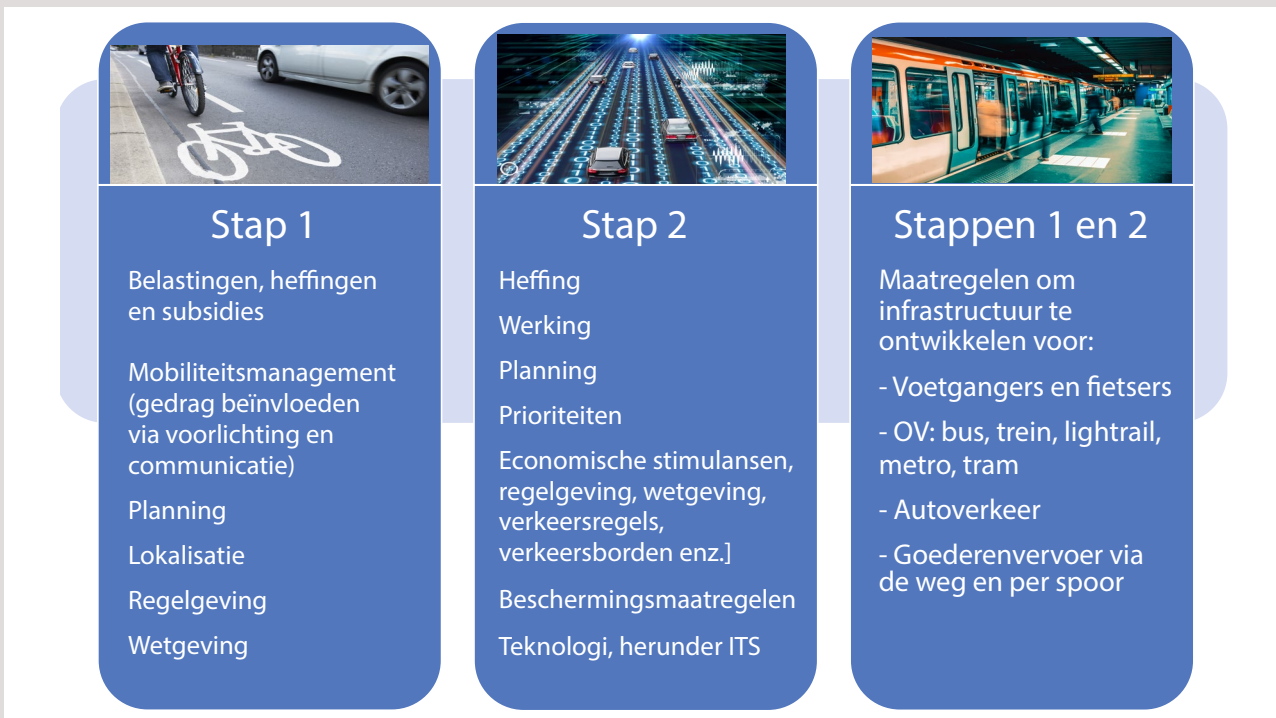 Stap 1
Belastingen, heffingen
en subsidies
Mobiliteitsmanagement
(gedrag beïnvloeden
via voorlichting en
communicatie)
Planning
Lokalisatie
Regelgeving
Wetgeving
Stap 2
Heffing
Werking
Planning
Prioriteiten
Economische stimulansen,
regelgeving, wetgeving,
verkeersregels,
verkeersborden enz.]
Beschermingsmaatregelen
Teknologi, herunder ITS
Stappen 1 en 2
Maatregelen om
infrastructuur te
ontwikkelen voor:
- Voetgangers en fietsers
- OV: bus, trein, lightrail,
metro, tram
- Autoverkeer
- Goederenvervoer via
de weg en per spoor